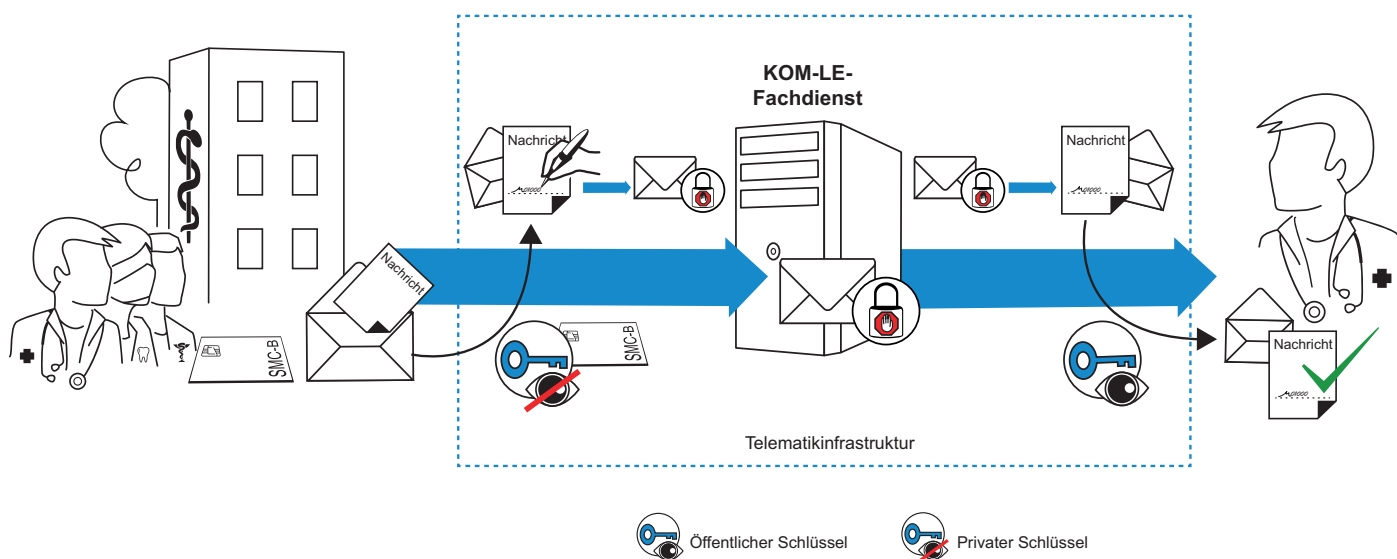 KOM-LE-
Fachdienst
Nachricht
Nachricht
Nachricht
SMC-B
SMC-B
Nachricht
Telematikinfrastruktur
Öffentlicher Schlüssel
Privater Schlüssel